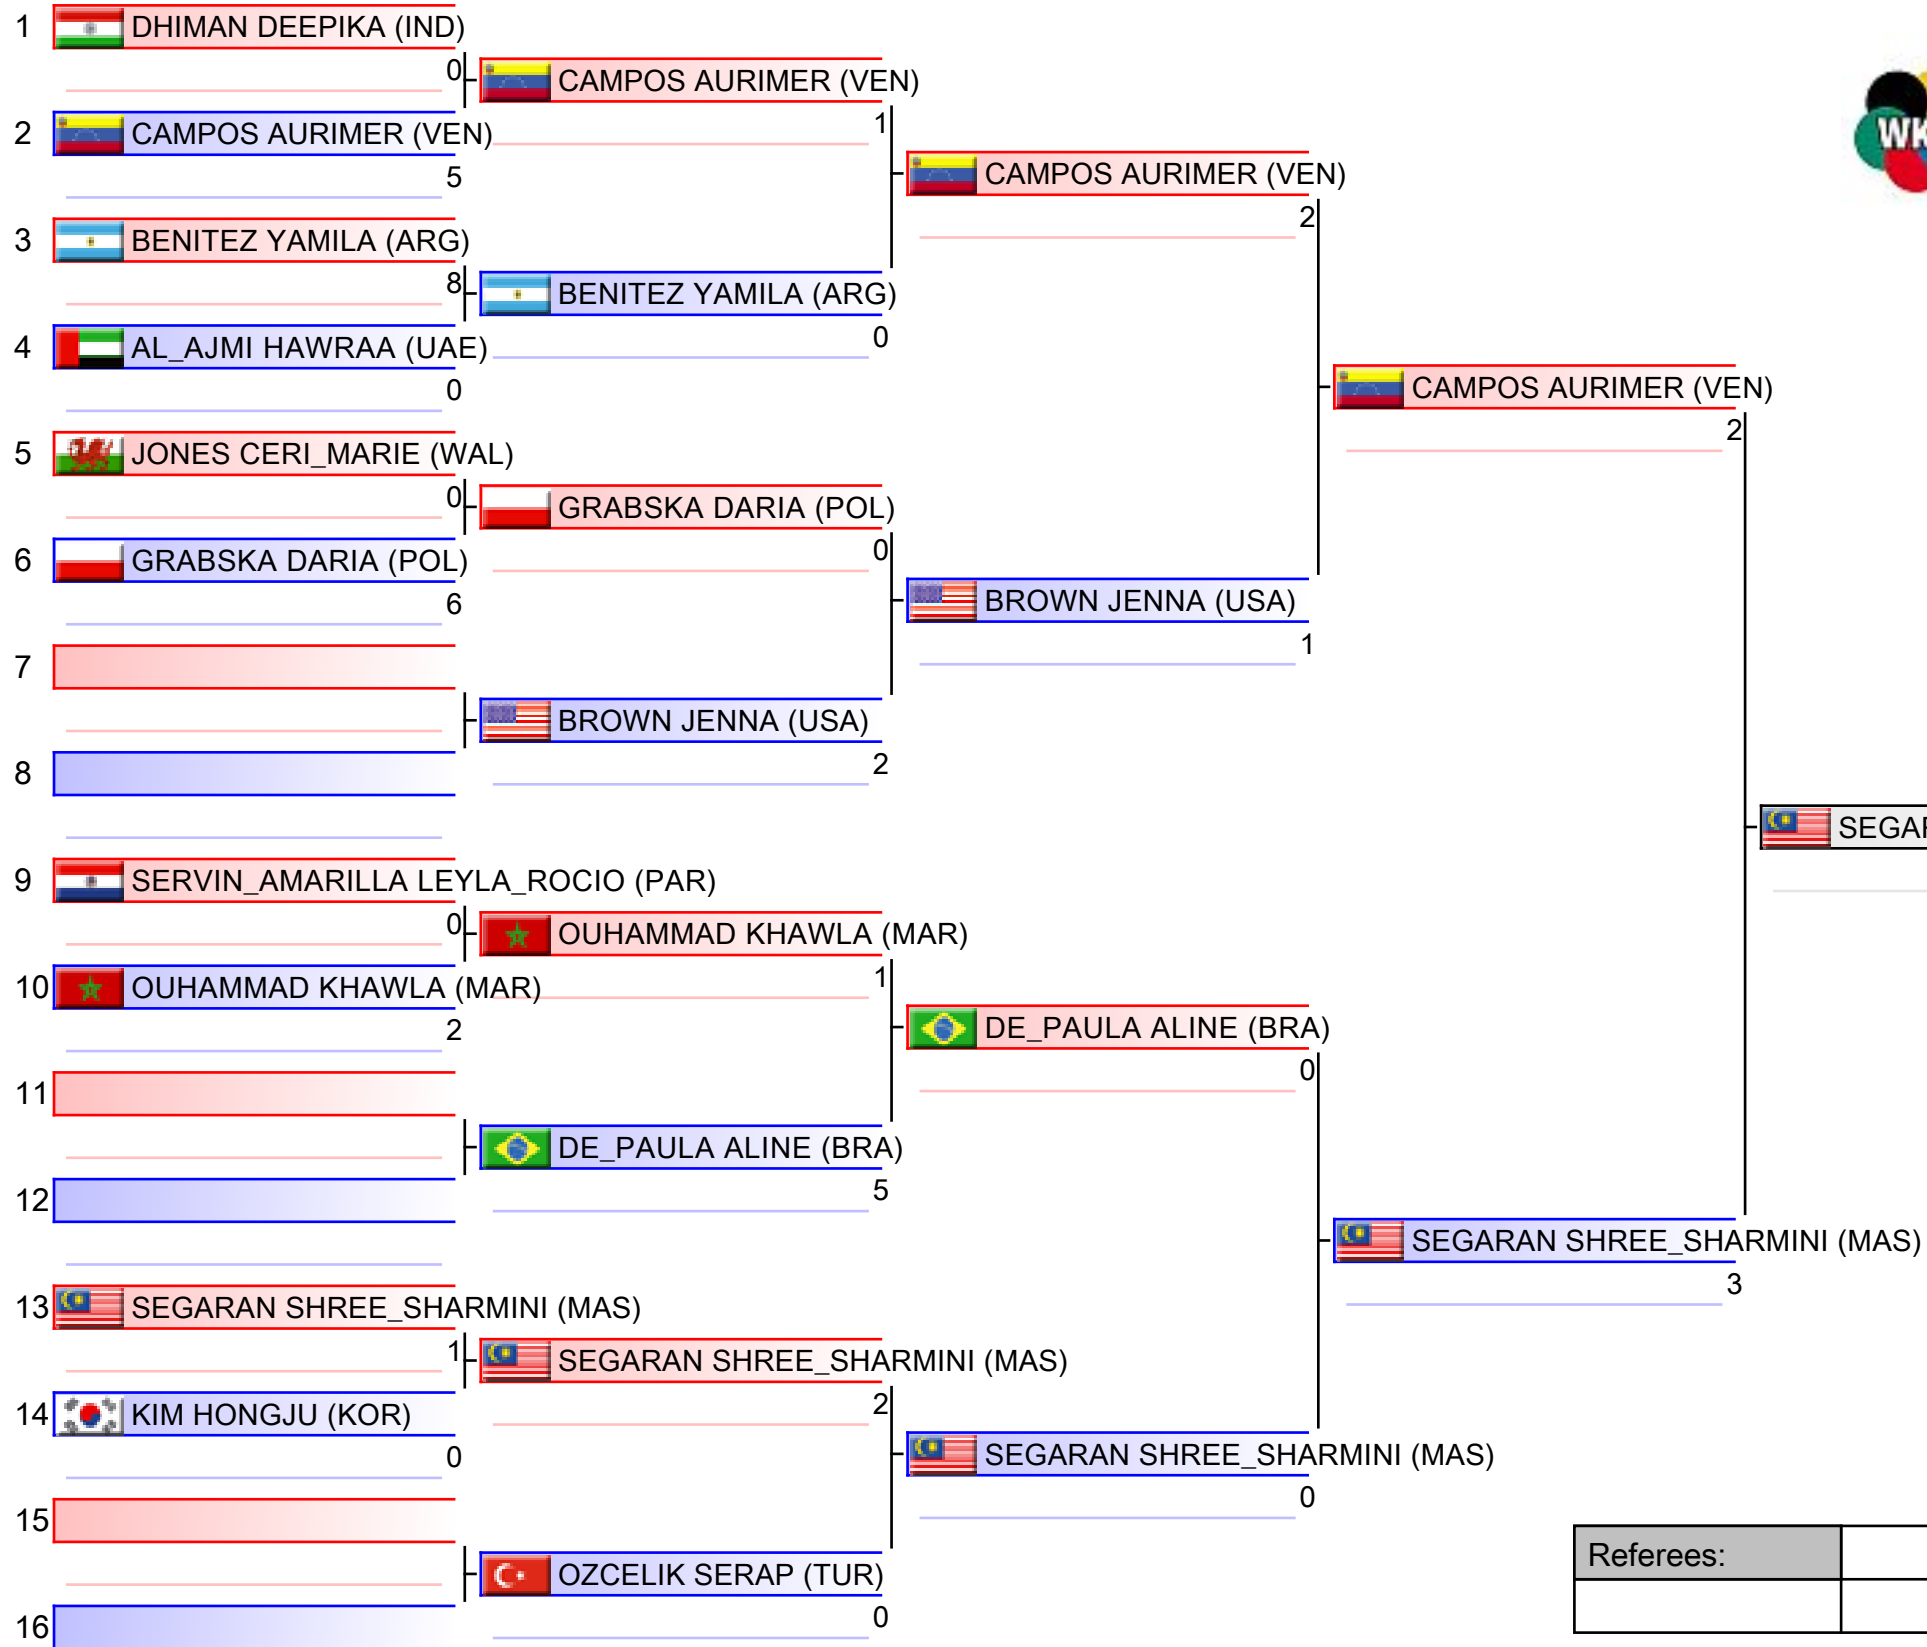 1 DHIMAN DEEPIKA (IND)
0
CAMPOS AURIMER (VEN)
1
2 CAMPOS AURIMER (VEN)
5
CAMPOS AURIMER (VEN)
2
3 BENITEZ YAMILA (ARG)
8
BENITEZ YAMILA (ARG)
0
4 AL_AJMI HAWRAA (UAE)
0
CAMPOS AURIMER (VEN)
2
5 JONES CERI_MARIE (WAL)
0
GRABSKA DARIA (POL)
0
6 GRABSKA DARIA (POL)
6
BROWN JENNA (USA)
1
7
BROWN JENNA (USA)
2
8
9 SERVIN_AMARILLA LEYLA_ROCIO (PAR)
0
OUHAMMAD KHAWLA (MAR)
1
10 OUHAMMAD KHAWLA (MAR)
2
DE_PAULA ALINE (BRA)
0
11
DE_PAULA ALINE (BRA)
5
12
SEGARAN SHREE_SHARMINI (MAS)
3
13 SEGARAN SHREE_SHARMINI (MAS)
1
SEGARAN SHREE_SHARMINI (MAS)
2
14 KIM HONGJU (KOR)
0
SEGARAN SHREE_SHARMINI (MAS)
0
15
OZCELIK SERAP (TUR)
0
16
Referees: